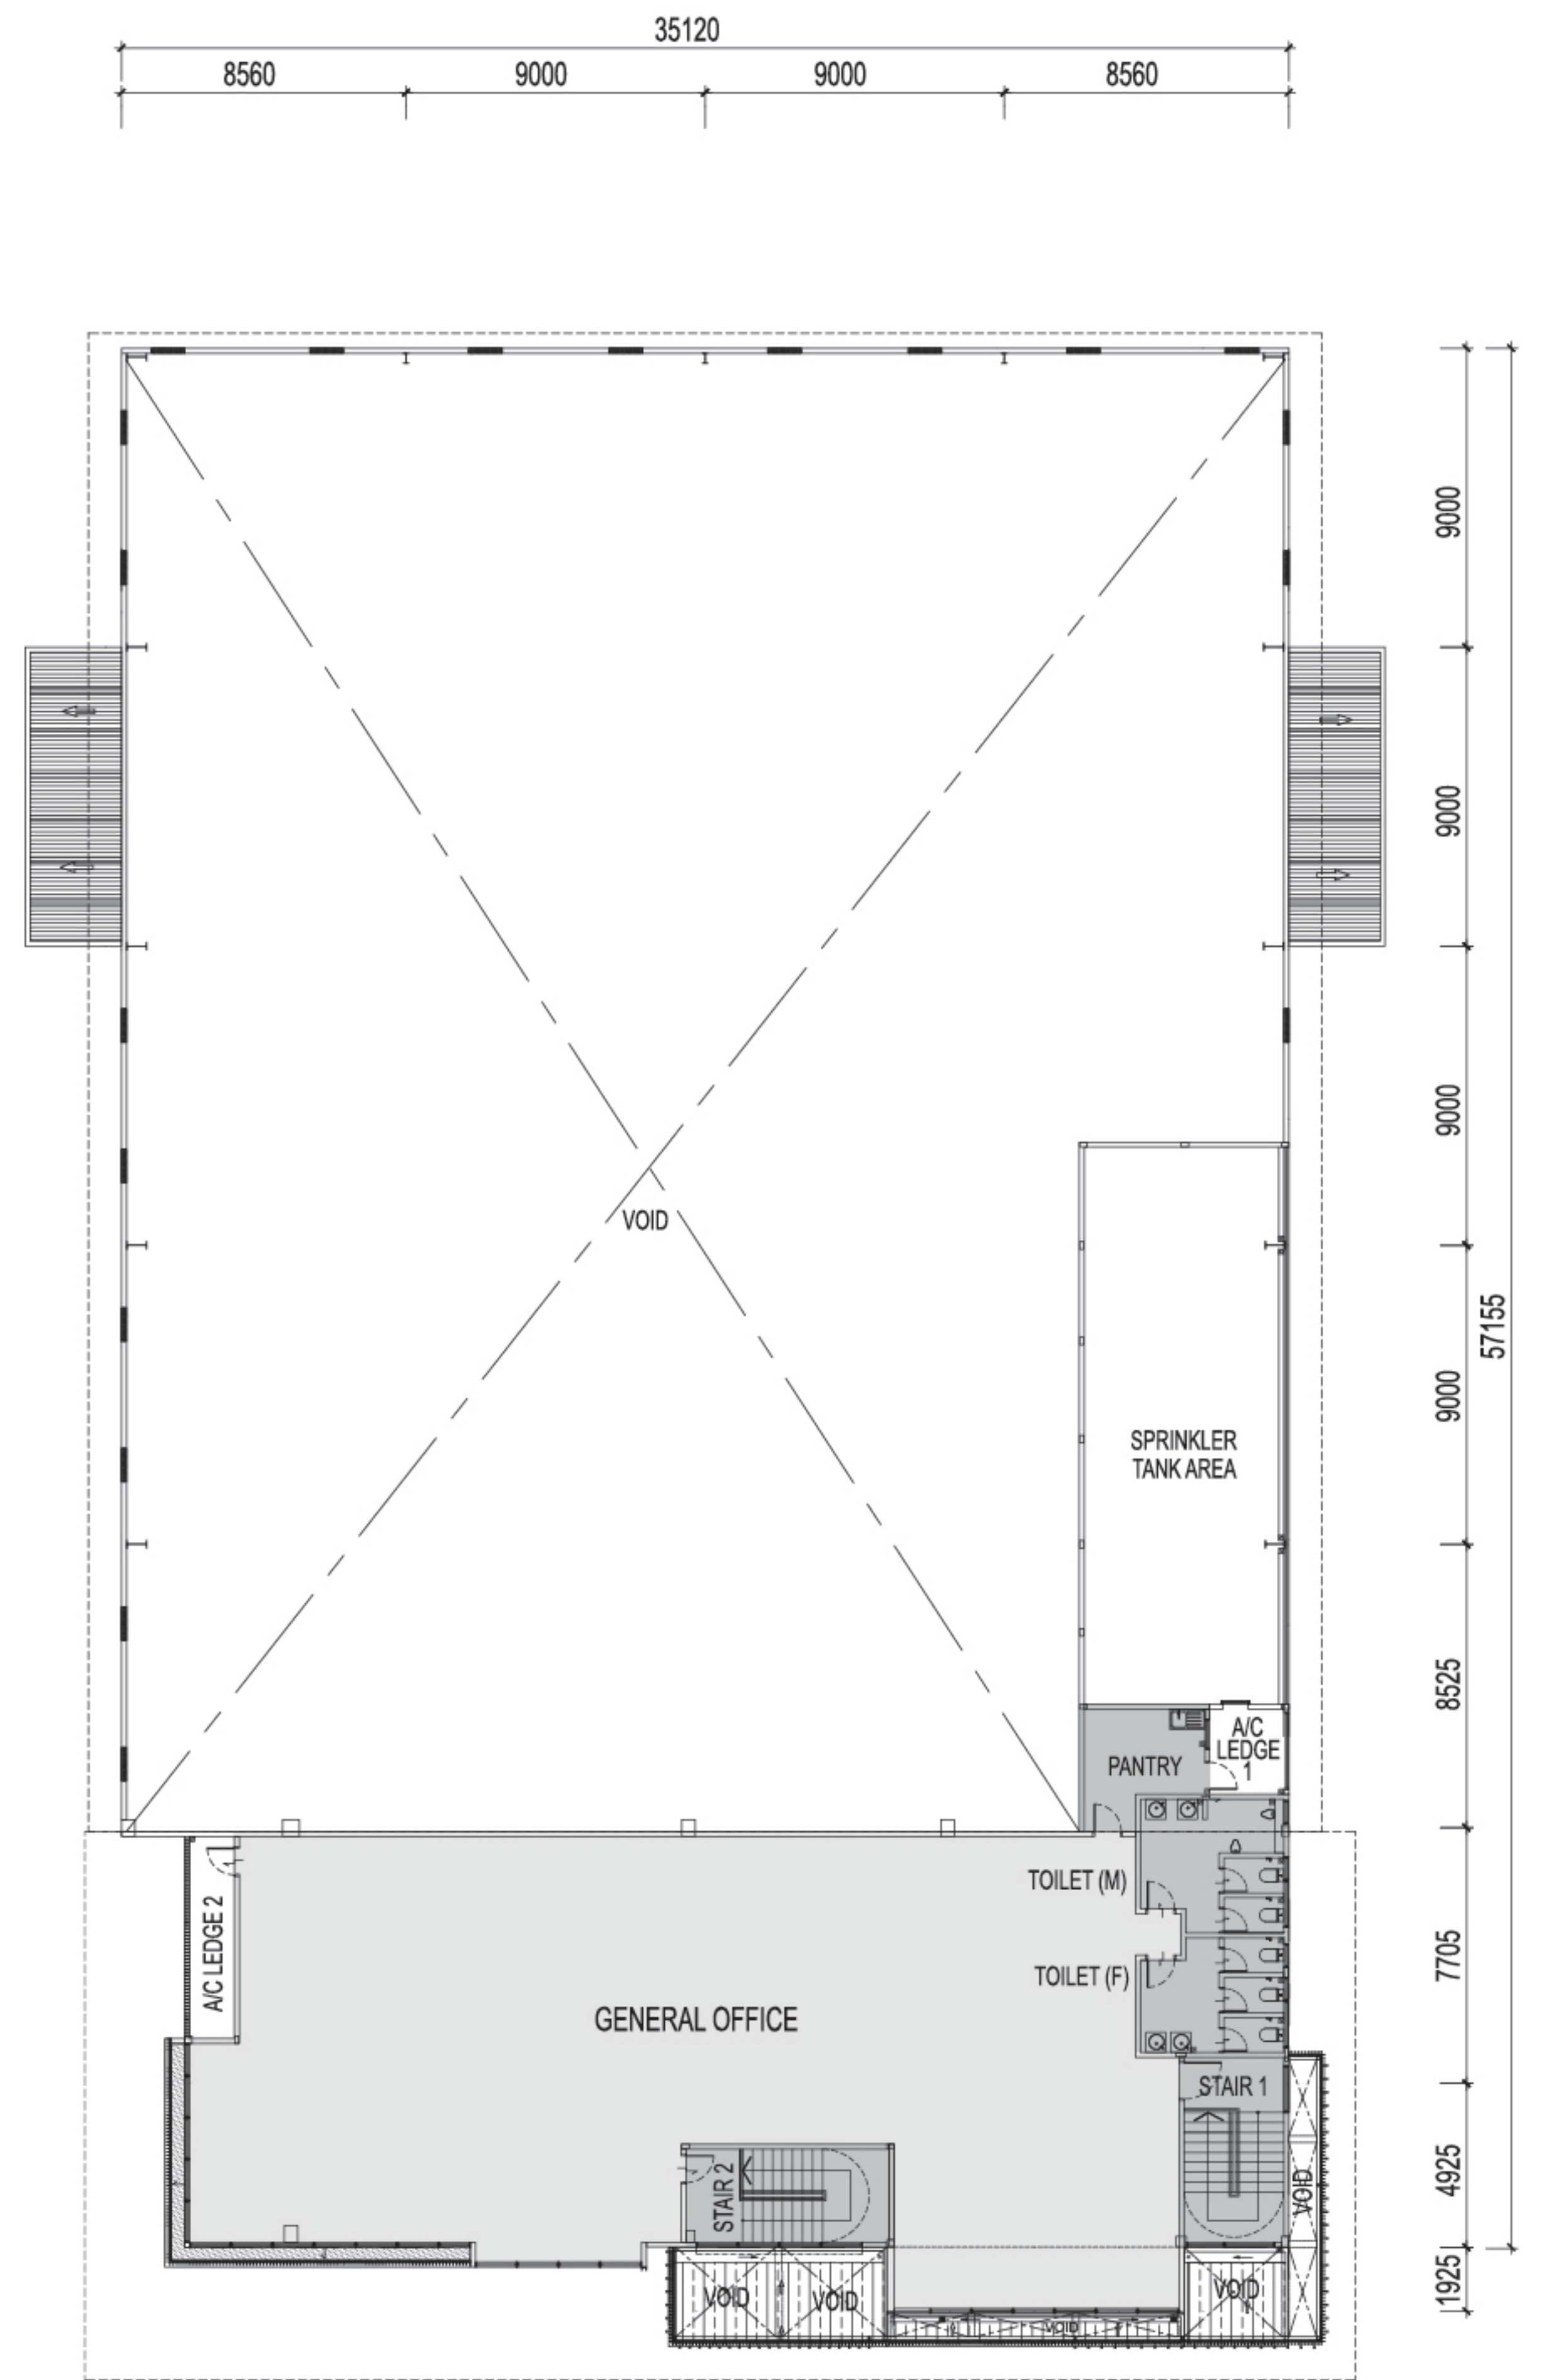 35120
8560
9000
9000
8560
9000
9000
9000
VOID
57155
9000
SPRINKLER
TANK AREA
8525
A/C
LEDGE
1
PANTRY
TOILET (M)
A/C LEDGE 2
7705
TOILET (F)
GENERAL OFFICE
STAIR 1
STAIR 2
4925
VOID
1925
VOID
VOID
VOID
VOID